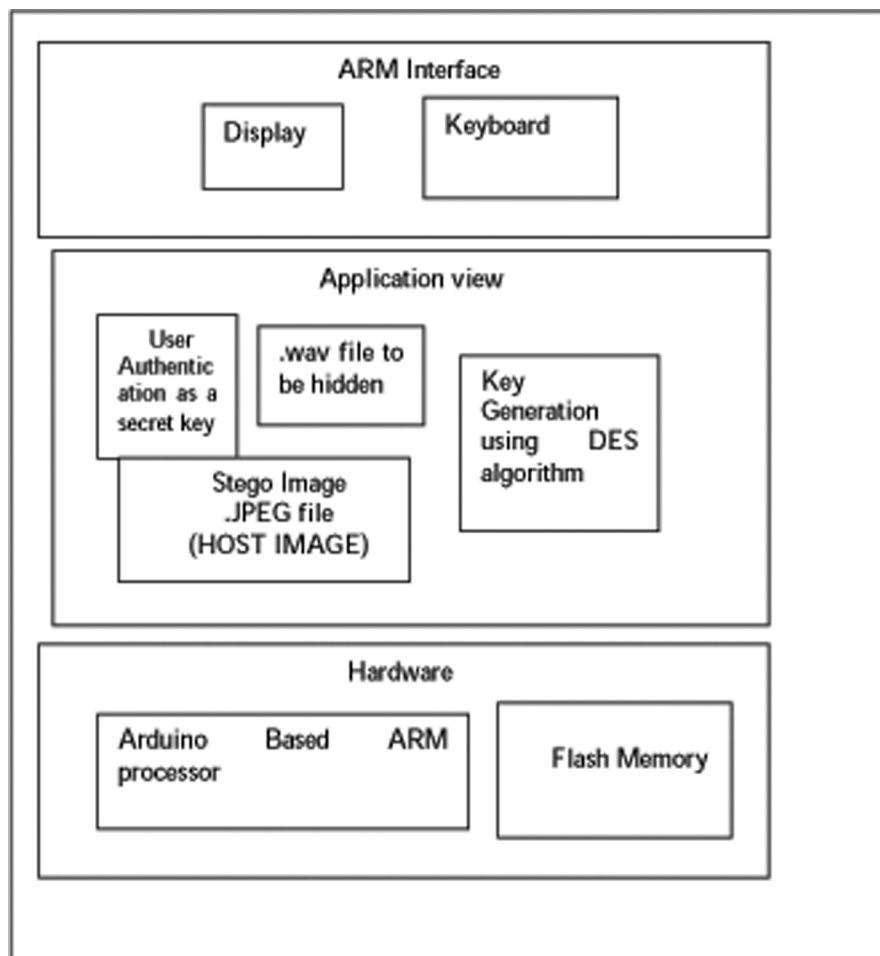 ARM Interface
Display
Keyboard
Application view
User
Authentic
ation as a
secret key
.wav file to
be hidden
Key
Generation
using DES
algorithm
Stego Image
.JPEG file
(HOST IMAGE)
Hardware
Arduino Based ARM
processor
Flash Memory